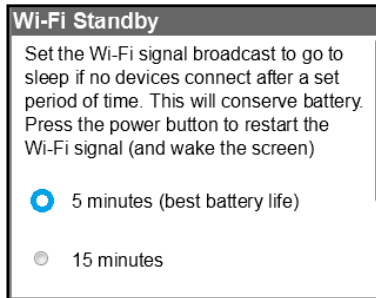 Wi-Fi Standby
Set the Wi-Fi signal broadcast to go to
sleep if no devices connect after a set
period of time. This will conserve battery.
Press the power button to restart the
Wi-Fi signal (and wake the screen)
5 minutes (best battery life)
15 minutes